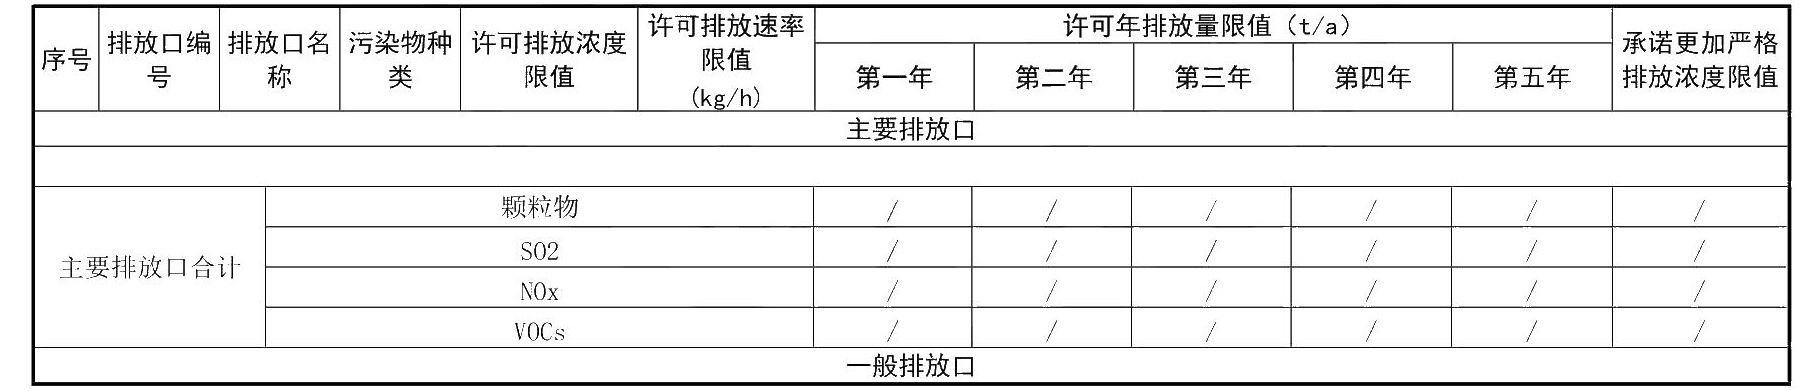 序号 排放口编号 排放口名称 污染物种类 许可排放浓度限值 许可排放速率限值(kg/h) 许可年排放量限值（t/a） 承诺更加严格排放浓度限值
第一年 第二年 第三年 第四年 第五年
主要排放口
主要排放口合计
颗粒物 / / / / / /
SO2 / / / / / /
NOx / / / / / /
VOCs / / / / / /
一般排放口